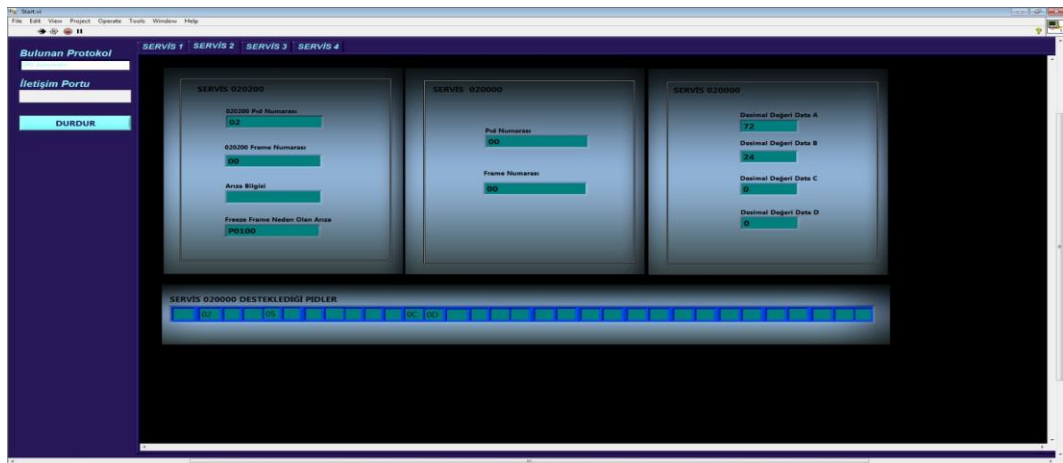 Start.vi
File Edit View Project Operate Tools Window Help
Bulunan Protokol
İletişim Portu
DURDUR
SERVİS 1 SERVİS 2 SERVİS 3 SERVİS 4
SERVİS 020200
020200 Pid Numarası
02
020200 Frame Numarası
00
Arıza Bilgisi
Freeze Frame Neden Olan Arıza
P0100
SERVİS 020000
Pıd Numarası
00
Frame Numarası
00
SERVİS 020000
Desimal Değeri Data A
72
Desimal Değeri Data B
24
Desimal Değeri Data C
0
Desimal Değeri Data D
0
SERVİS 020000 DESTEKLEDİĞİ PIDLER
02 05 0C 0D